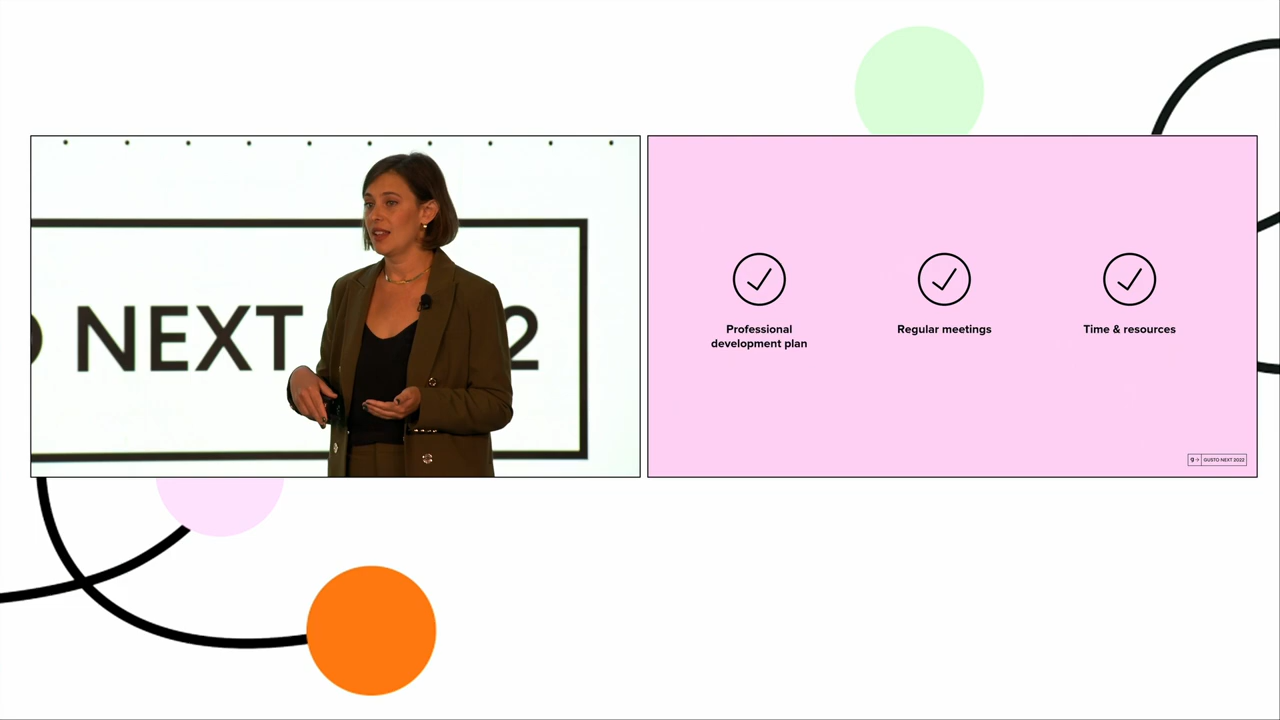 NEXT
2
Professional
development plan
Regular meetings
Time & resources
g → GUSTO NEXT 2022